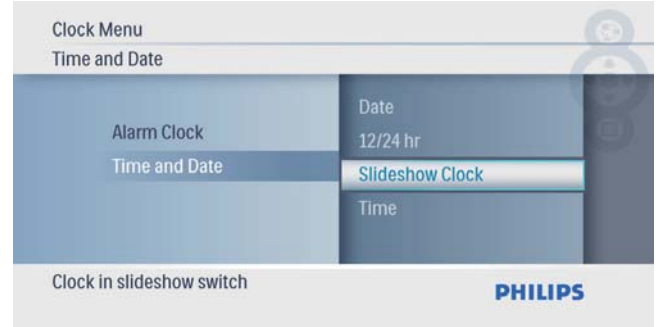 Clock Menu
Time and Date
Alarm Clock
Time and Date
Date
12/24 hr
Slideshow Clock
Time
Clock in slideshow switch
PHILIPS